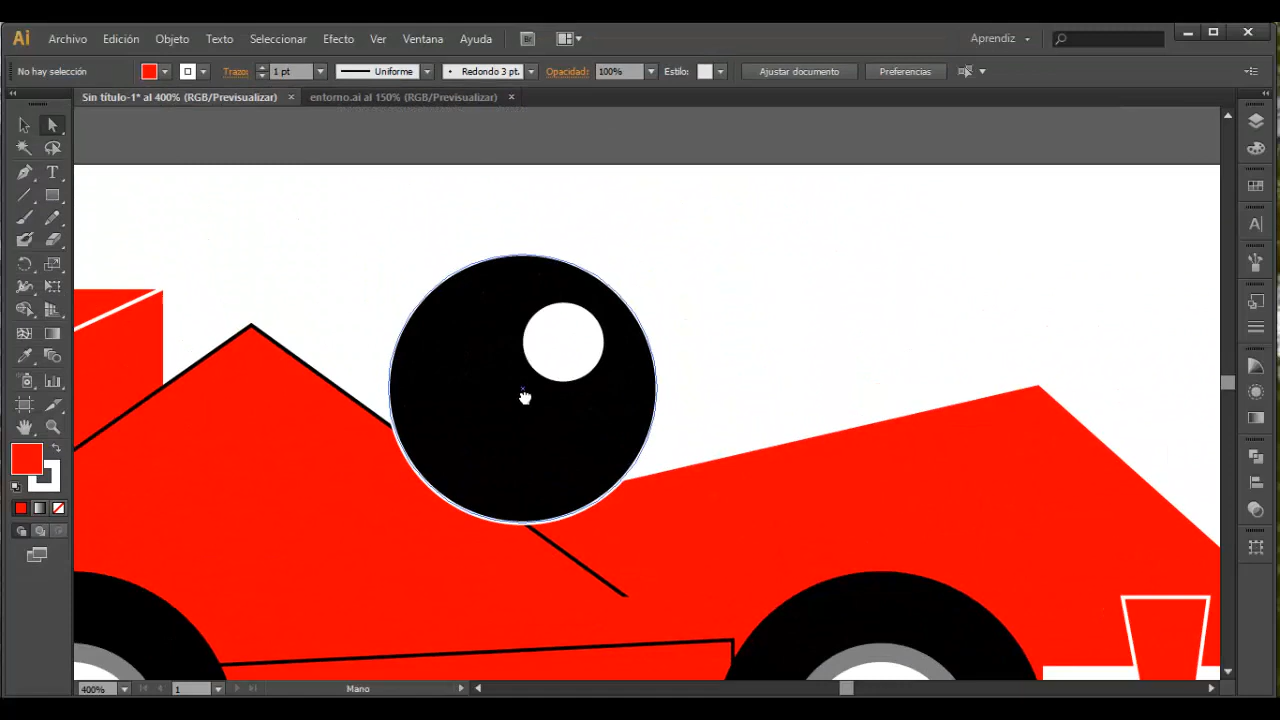 Ai Archivo Edición Objeto Texto Seleccionar Efecto Ver Ventana Ayuda Br Aprendiz
No hay selección Trazo: 1 pt Uniforme Redondo 3 pt. Opacidad: 100% Estilo: Ajustar documento Preferencias
Sin título-1* al 400% (RGB/Previsualizar) entorno.ai al 150% (RGB/Previsualizar)
400% 1 Mano